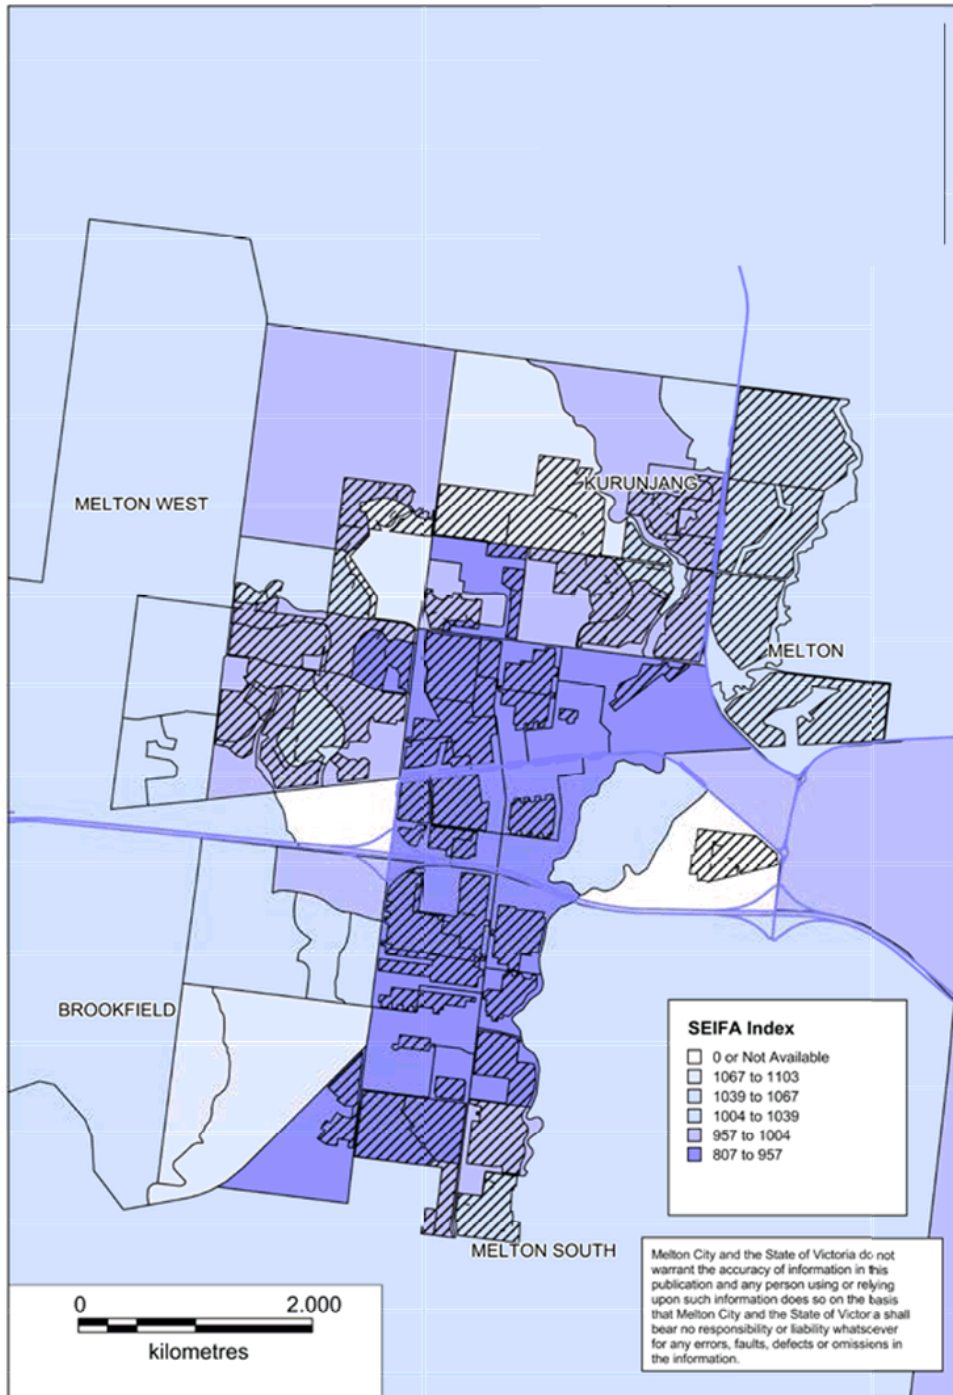 MELTON WEST
KURUNJANG
MELTON
BROOKFIELD
MELTON SOUTH
SEIFA Index
0 or Not Available
1067 to 1103
1039 to 1067
1004 to 1039
957 to 1004
807 to 957
0 2.000
kilometres
Melton City and the State of Victoria do not
warrant the accuracy of information in this
publication and any person using or relying
upon such information does so on the basis
that Melton City and the State of Victoria shall
bear no responsibility or liability whatsoever
for any errors, faults, defects or omissions in
the information.